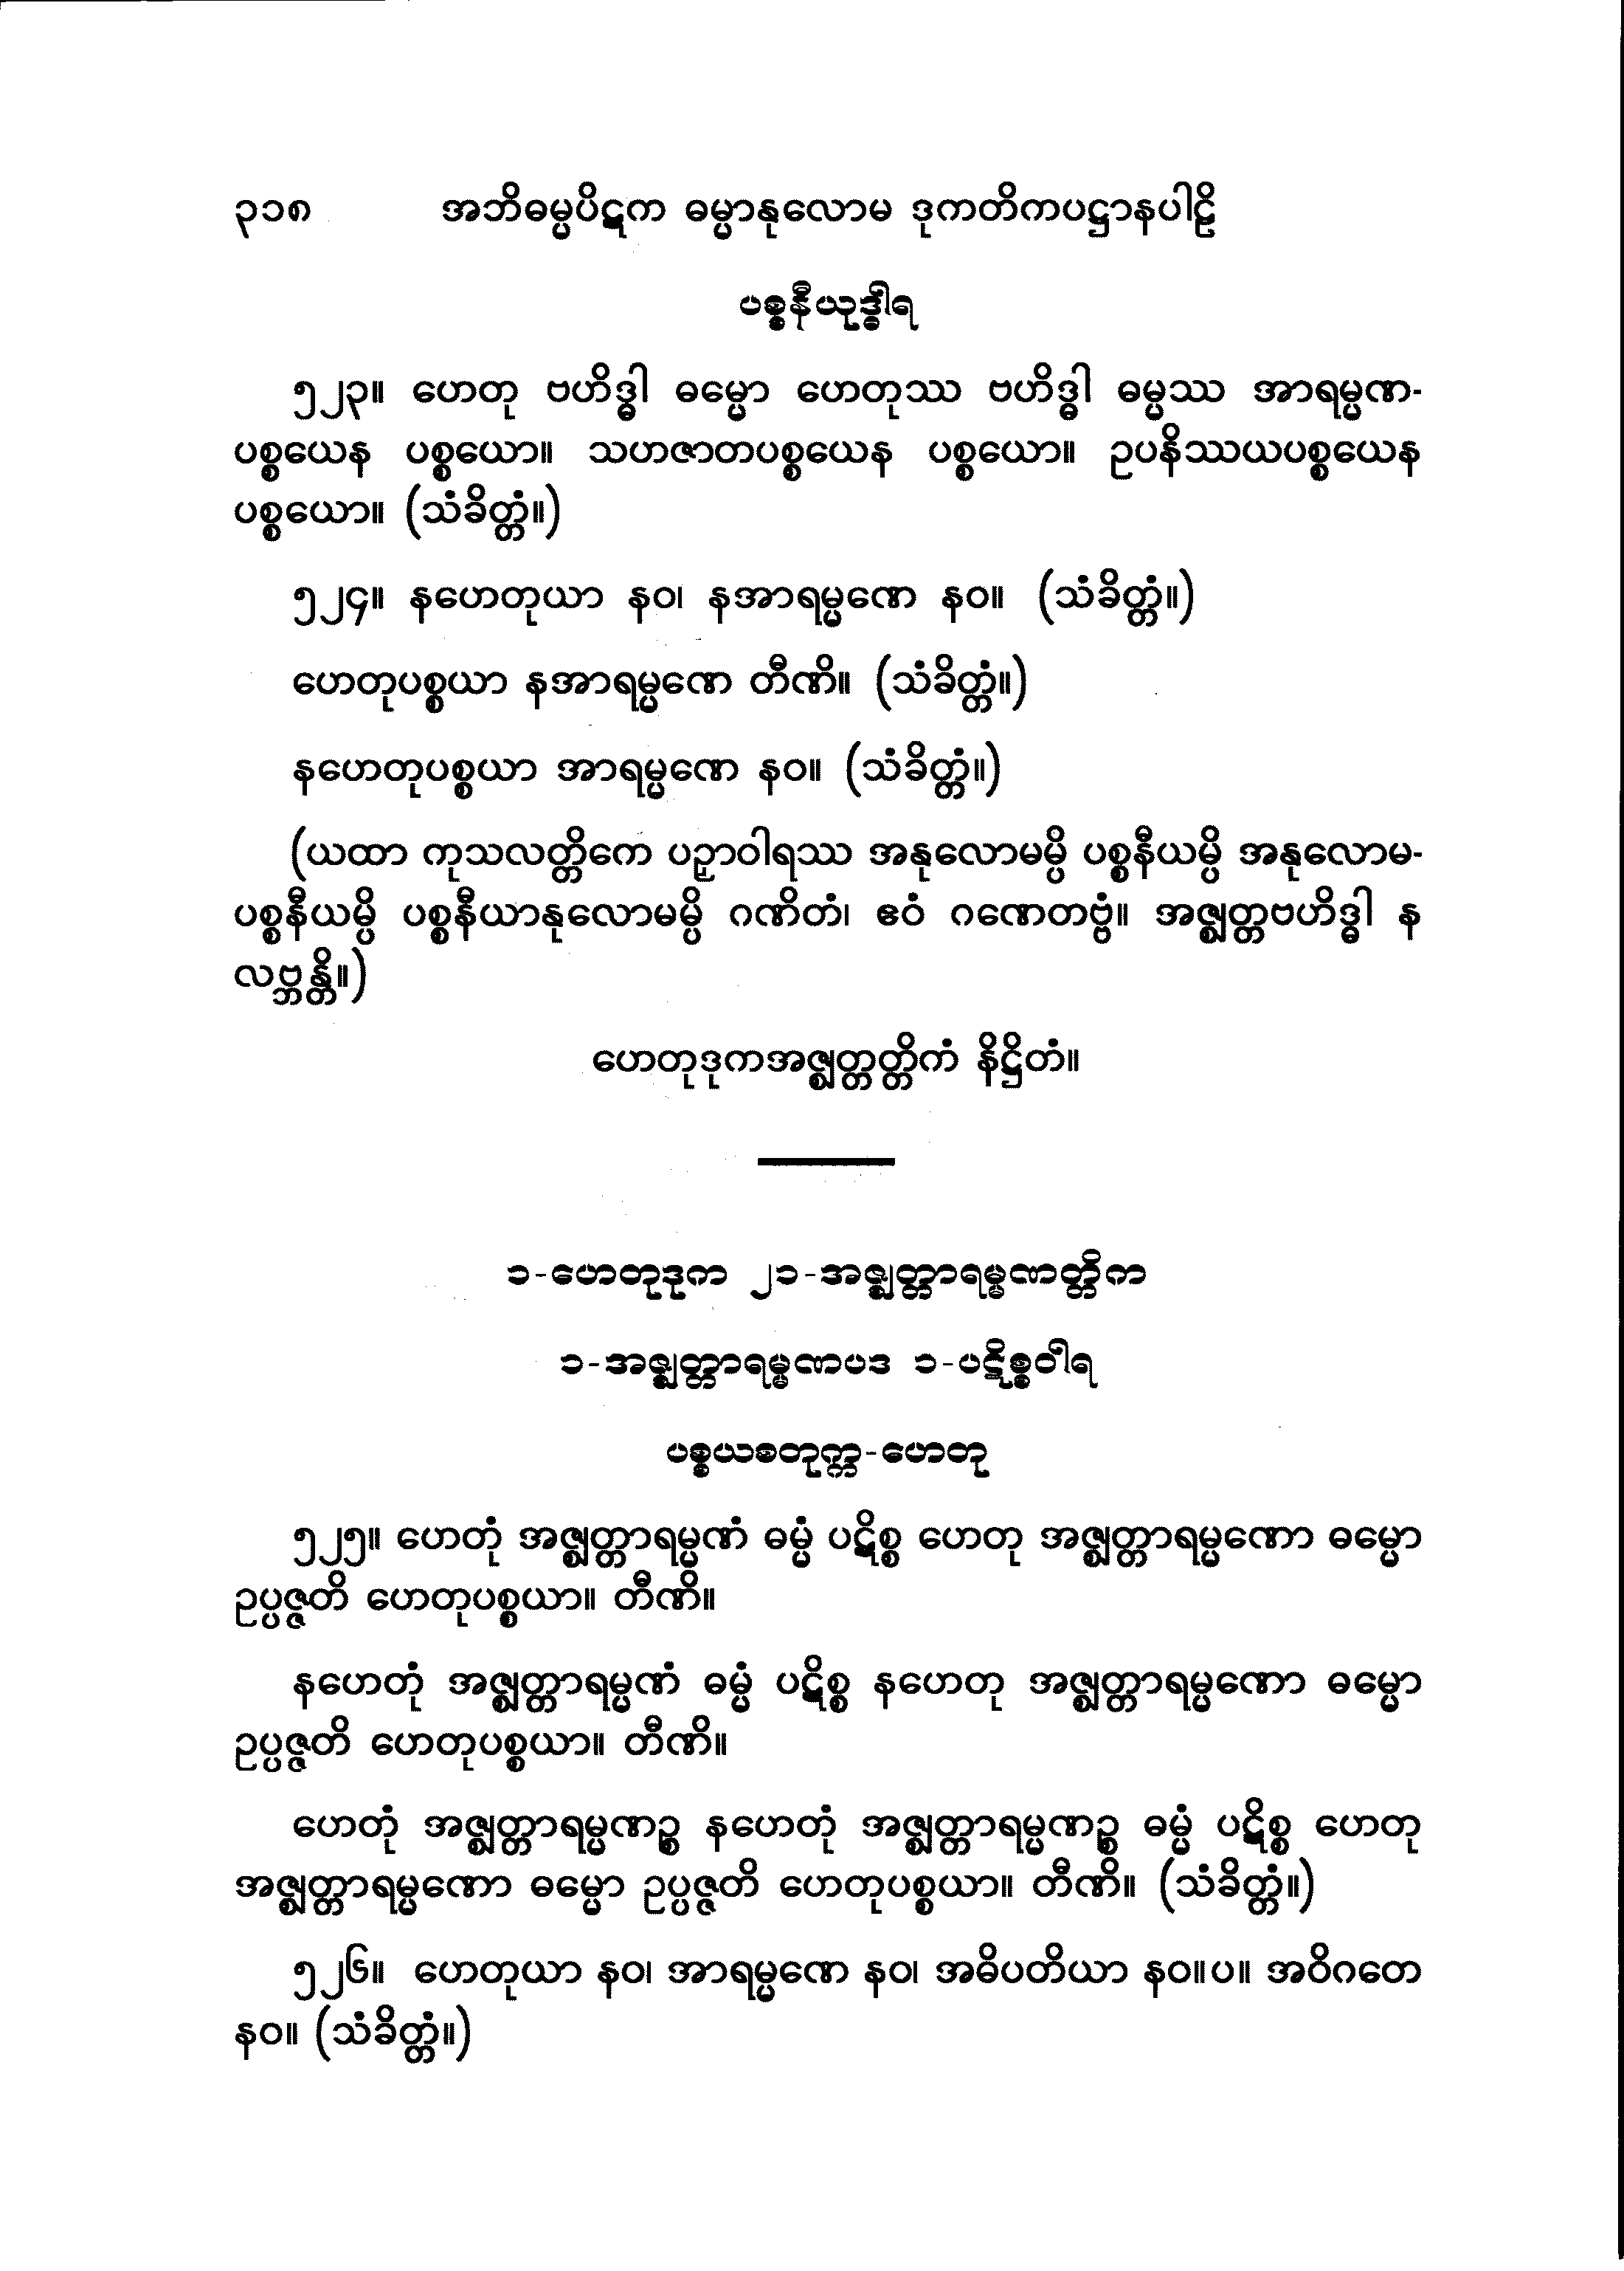 ၃၁၈ အဘိဓမ္မပိဋက ဓမ္မာနုလောမ ဒုကတိကပဋ္ဌာနပါဠိ
ပစ္စနီယုဒ္ဓါရ
၅၂၃။ ဟေတု ဗဟိဒ္ဓါ ဓမ္မော ဟေတုဿ ဗဟိဒ္ဓါ ဓမ္မဿ အာရမ္မဏ-
ပစ္စယေန ပစ္စယော။ သဟဇာတပစ္စယေန ပစ္စယော။ ဥပနိဿယပစ္စယေန
ပစ္စယော။ (သံခိတ္တံ။)
၅၂၄။ နဟေတုယာ နဝ၊ နအာရမ္မဏေ နဝ။ (သံခိတ္တံ။)
ဟေတုပစ္စယာ နအာရမ္မဏေ တီဏိ။ (သံခိတ္တံ။)
နဟေတုပစ္စယာ အာရမ္မဏေ နဝ။ (သံခိတ္တံ။)
(ယထာ ကုသလတ္တိကေ ပဉှာဝါရဿ အနုလောမမ္ပိ ပစ္စနီယမ္ပိ အနုလောမ-
ပစ္စနီယမ္ပိ ပစ္စနီယာနုလောမမ္ပိ ဂဏိတံ၊ ဧဝံ ဂဏေတဗ္ဗံ။ အဇ္ဈတ္တဗဟိဒ္ဓါ န
လဗ္ဘန္တိ။)
ဟေတုဒုကအဇ္ဈတ္တတ္တိကံ နိဋ္ဌိတံ။
၁-ဟေတုဒုက ၂၁-အဇ္ဈတ္တာရမ္မဏတ္တိက
၁-အဇ္ဈတ္တာရမ္မဏပဒ ၁-ပဋိစ္စဝါရ
ပစ္စယစတုက္က-ဟေတု
၅၂၅။ ဟေတုံ အဇ္ဈတ္တာရမ္မဏံ ဓမ္မံ ပဋိစ္စ ဟေတု အဇ္ဈတ္တာရမ္မဏော ဓမ္မော
ဥပ္ပဇ္ဇတိ ဟေတုပစ္စယာ။ တီဏိ။
နဟေတုံ အဇ္ဈတ္တာရမ္မဏံ ဓမ္မံ ပဋိစ္စ နဟေတု အဇ္ဈတ္တာရမ္မဏော ဓမ္မော
ဥပ္ပဇ္ဇတိ ဟေတုပစ္စယာ။ တီဏိ။
ဟေတုံ အဇ္ဈတ္တာရမ္မဏဉ္စ နဟေတုံ အဇ္ဈတ္တာရမ္မဏဉ္စ ဓမ္မံ ပဋိစ္စ ဟေတု
အဇ္ဈတ္တာရမ္မဏော ဓမ္မော ဥပ္ပဇ္ဇတိ ဟေတုပစ္စယာ။ တီဏိ။ (သံခိတ္တံ။)
၅၂၆။ ဟေတုယာ နဝ၊ အာရမ္မဏေ နဝ၊ အဓိပတိယာ နဝ။ပ။ အဝိဂတေ
နဝ။ (သံခိတ္တံ။)